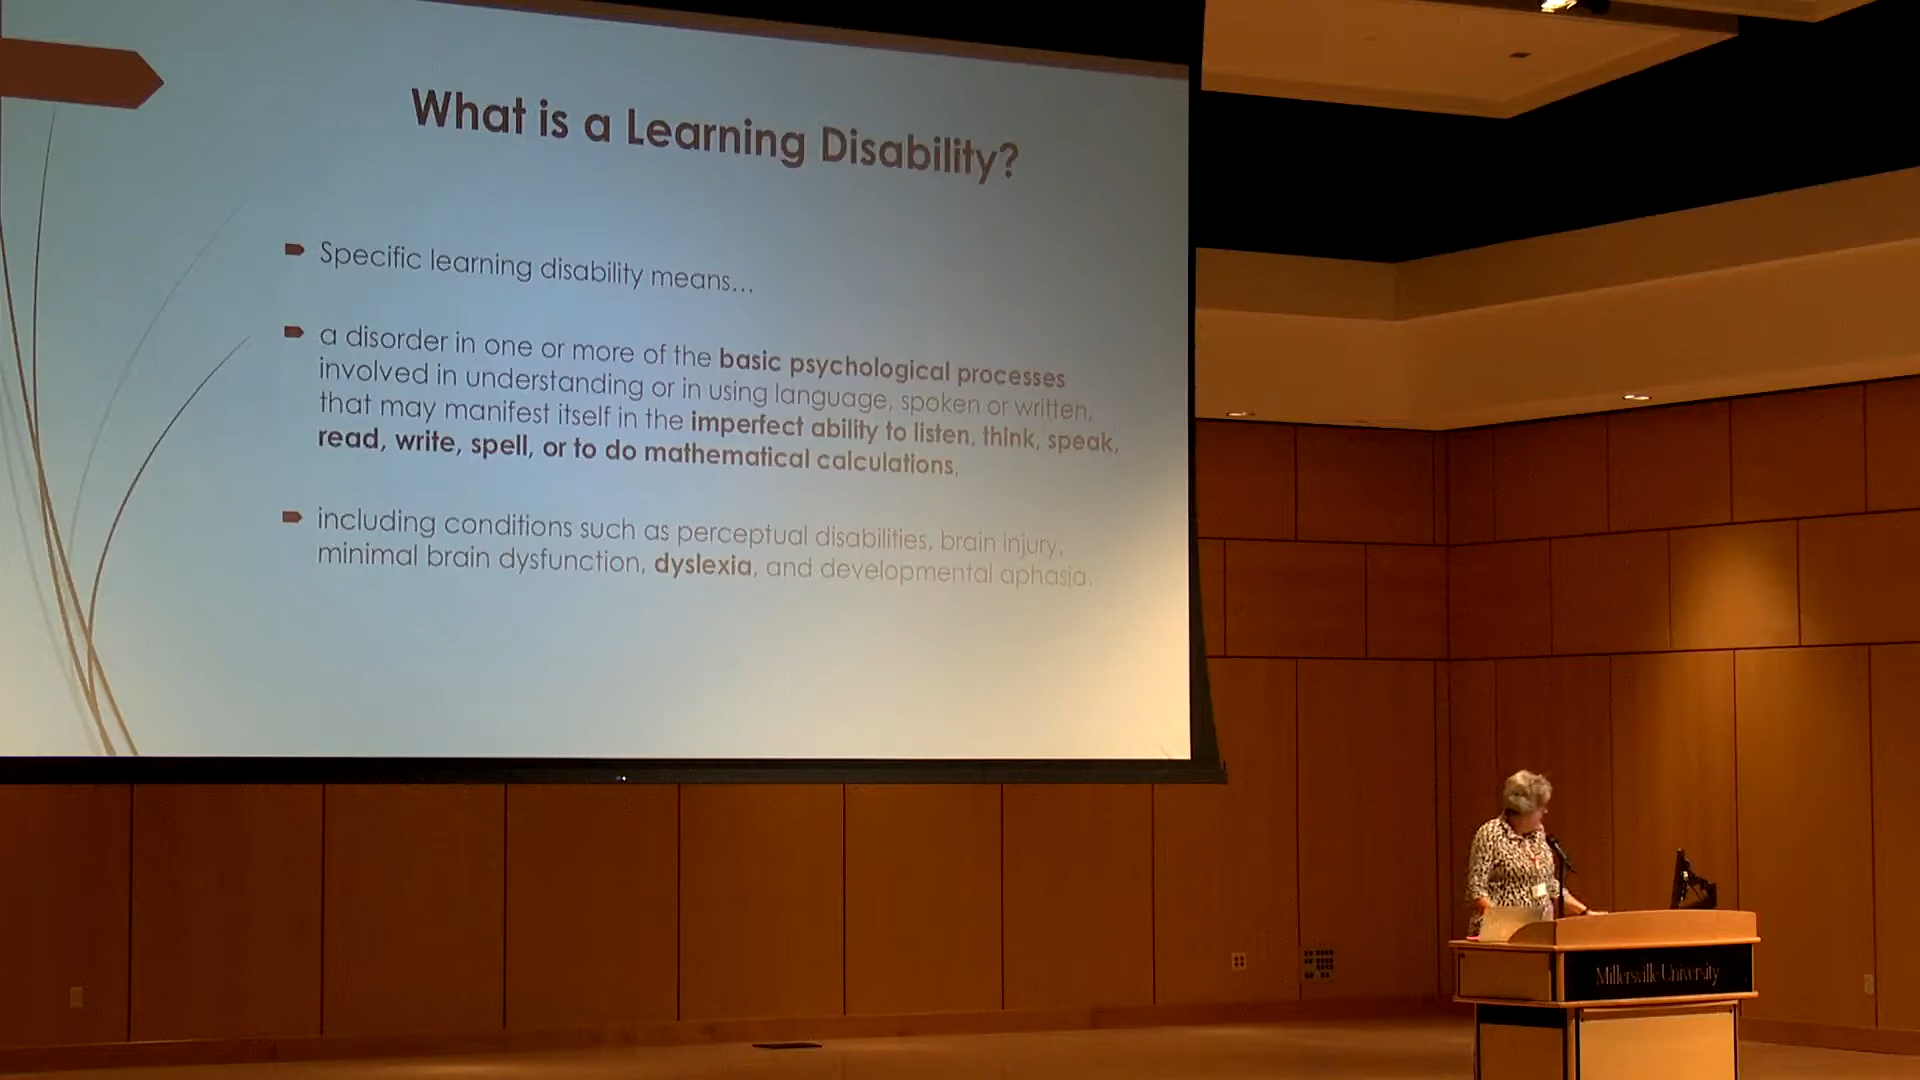 What is a Learning Disability?
Specific learning disability means...
a disorder in one or more of the basic psychological processes
involved in understanding or in using language, spoken or written,
that may manifest itself in the imperfect ability to listen, think, speak,
read, write, spell, or to do mathematical calculations,
including conditions such as perceptual disabilities, brain injury,
minimal brain dysfunction, dyslexia, and developmental aphasia.
Millersville University